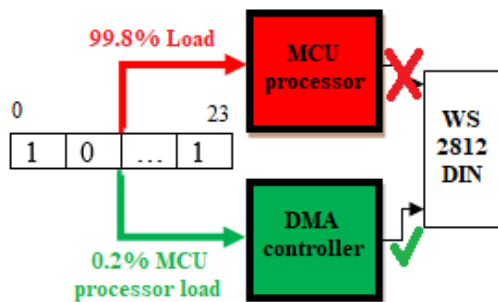 99.8% Load
MCU
processor
0
23
1 0 ... 1
WS
2812
DIN
DMA
controller
0.2% MCU
processor load